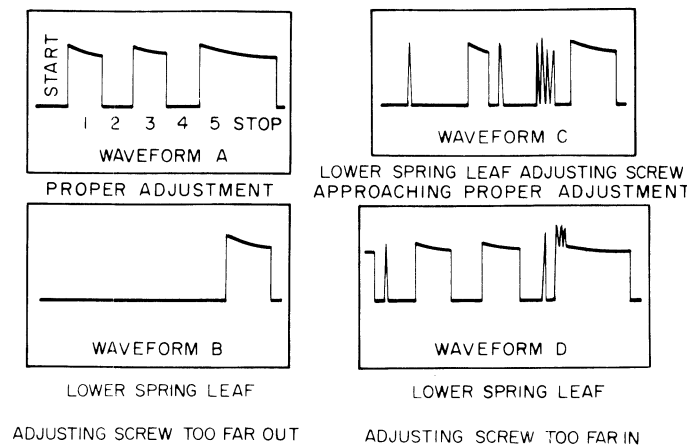 START
1 2 3 4 5 STOP
WAVEFORM A
PROPER ADJUSTMENT
WAVEFORM C
LOWER SPRING LEAF ADJUSTING SCREW
APPROACHING PROPER ADJUSTMENT
WAVEFORM B
LOWER SPRING LEAF
ADJUSTING SCREW TOO FAR OUT
WAVEFORM D
LOWER SPRING LEAF
ADJUSTING SCREW TOO FAR IN